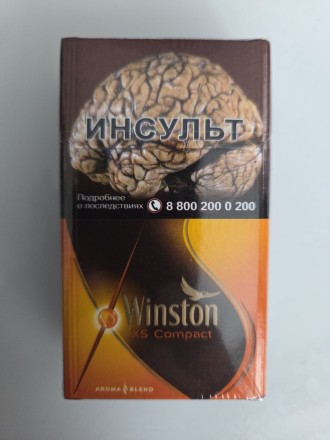 ИНСУЛЬТ
Подробнее
о последствиях 8 800 200 0 200
Winston
XS Compact
AROMA BLEND